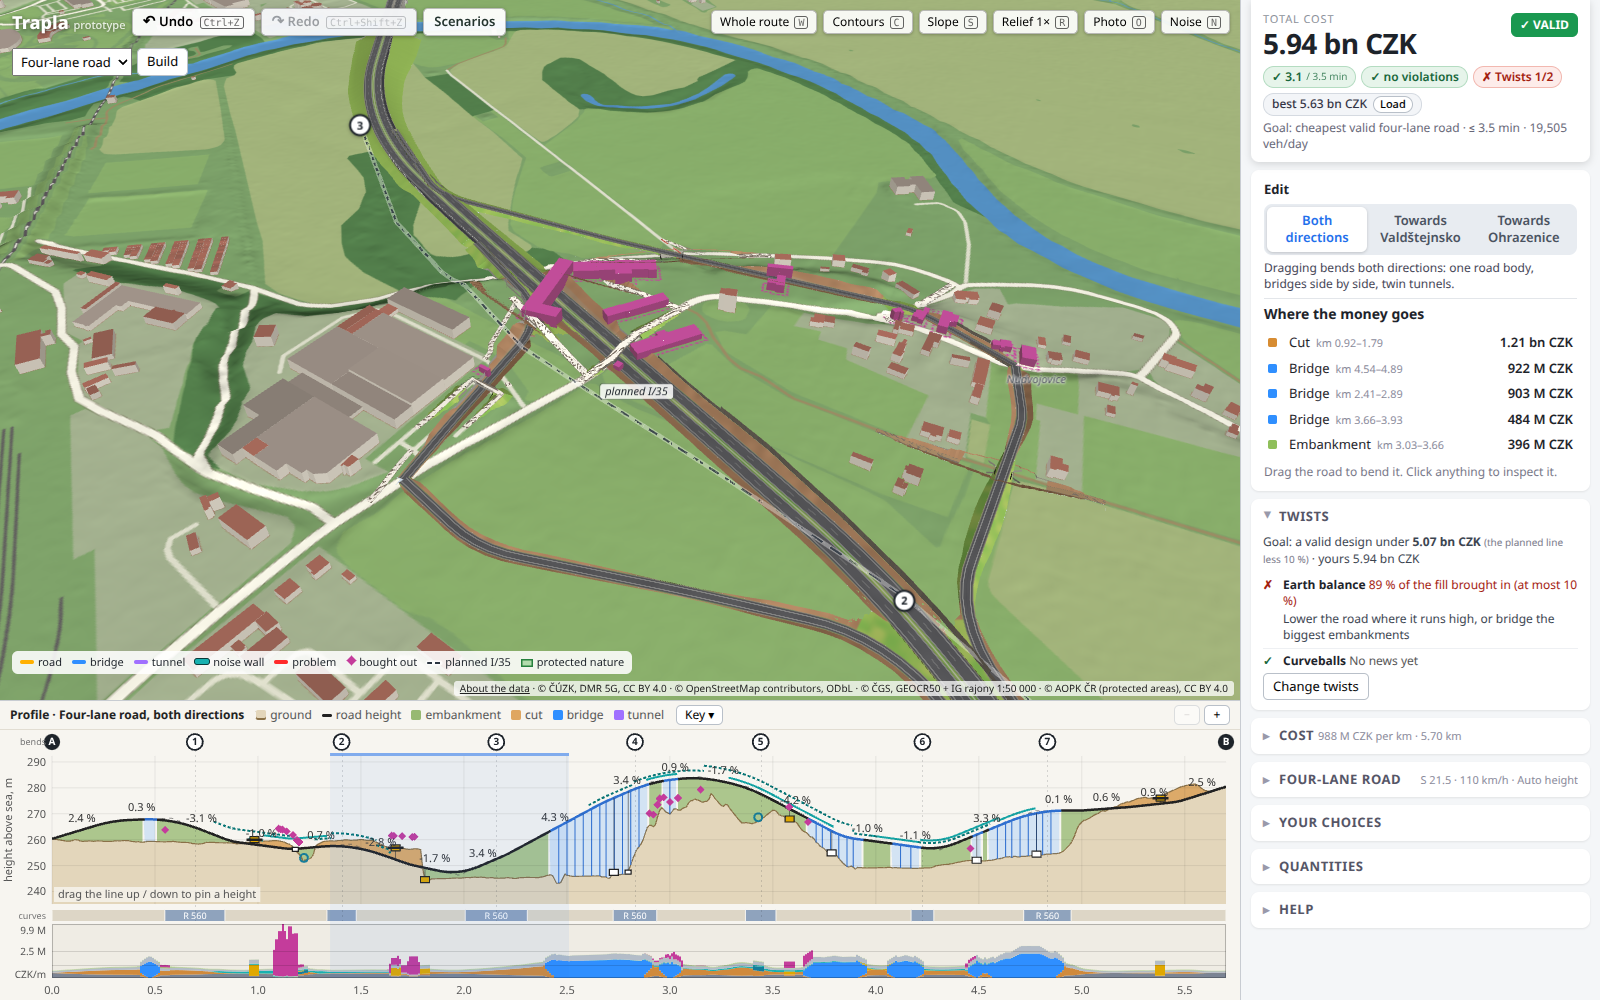 Trapla prototype
↶ Undo Ctrl+Z
↷ Redo Ctrl+Shift+Z
Scenarios
Whole route W
Contours C
Slope S
Relief 1× R
Photo O
Noise N
Four-lane road
Build
3
planned I/35
2
road
bridge
tunnel
noise wall
problem
bought out
planned I/35
protected nature
About the data · © ČÚZK, DMR 5G, CC BY 4.0 · © OpenStreetMap contributors, ODbL · © ČGS, GEOCR50 + IG rajony 1:50 000 · © AOPK ČR (protected areas), CC BY 4.0
TOTAL COST
5.94 bn CZK
✓ VALID
✓ 3.1 / 3.5 min
✓ no violations
✗ Twists 1/2
best 5.63 bn CZK Load
Goal: cheapest valid four-lane road · ≤ 3.5 min · 19,505
veh/day
Edit
Both
directions
Towards
Valdštejnsko
Towards
Ohrazenice
Dragging bends both directions: one road body,
bridges side by side, twin tunnels.
Where the money goes
Cut km 0.92–1.79 1.21 bn CZK
Bridge km 4.54–4.89 922 M CZK
Bridge km 2.41–2.89 903 M CZK
Bridge km 3.66–3.93 484 M CZK
Embankment km 3.03–3.66 396 M CZK
Drag the road to bend it. Click anything to inspect it.
▼ TWISTS
Goal: a valid design under 5.07 bn CZK (the planned line
less 10 %) · yours 5.94 bn CZK
✗ Earth balance 89 % of the fill brought in (at most 10
%)
Lower the road where it runs high, or bridge the
biggest embankments
✓ Curveballs No news yet
Change twists
▶ COST 988 M CZK per km · 5.70 km
▶ FOUR-LANE ROAD S 21.5 · 110 km/h · Auto height
▶ YOUR CHOICES
▶ QUANTITIES
▶ HELP
Profile · Four-lane road, both directions
ground
road height
embankment
cut
bridge
tunnel
Key ▾
−
+
bends A 1 2 3 4 5 6 7 B
height above sea, m
290
280
270
260
250
240
2.4 %
0.3 %
-3.1 %
-1.0 %
0.7 %
-2.8 %
-1.7 %
3.4 %
4.3 %
3.4 %
0.9 %
-1.7 %
-4.2 %
-1.0 %
-1.1 %
3.3 %
0.1 %
0.6 %
0.9 %
2.5 %
drag the line up / down to pin a height
curves R 560 R 560 R 560 R 560
9.9 M
2.5 M
CZK/m
0.0 0.5 1.0 1.5 2.0 2.5 3.0 3.5 4.0 4.5 5.0 5.5